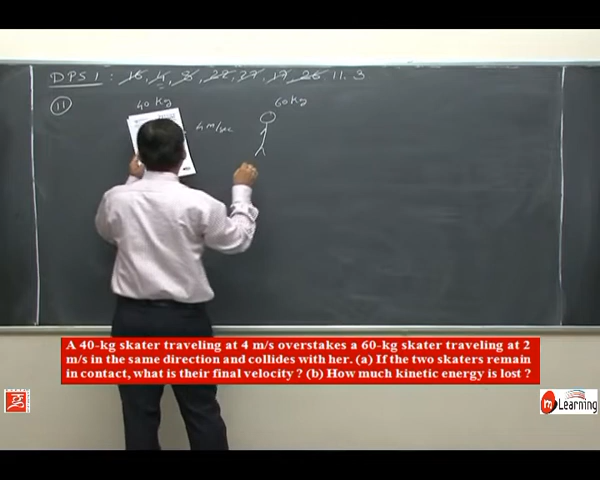 DPS 1 : 16, 4, 8, 22, 27, 17, 26 11. 3
11
40 Kg
60 Kg
4 m/sec
A 40-kg skater traveling at 4 m/s overstakes a 60-kg skater traveling at 2
m/s in the same direction and collides with her. (a) If the two skaters remain
in contact, what is their final velocity ? (b) How much kinetic energy is lost ?
m Learning